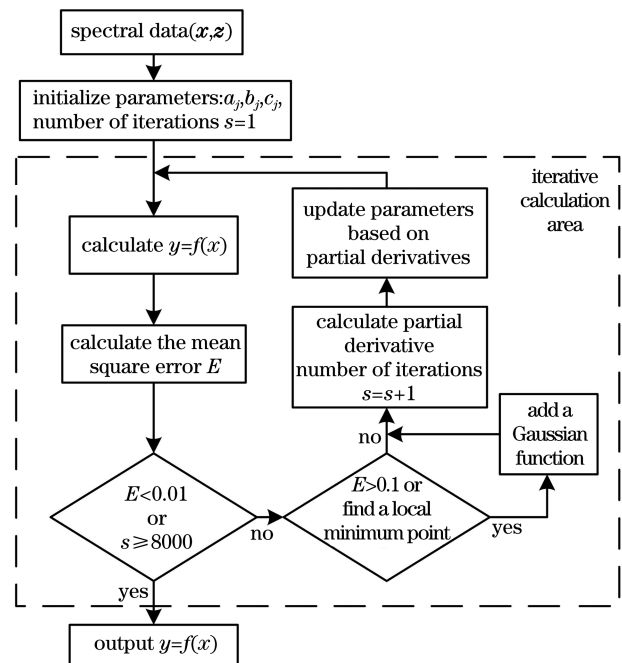 spectral data(x,z)
initialize parameters:aj,bj,cj,
number of iterations s=1
iterative
calculation
area
calculate y=f(x)
update parameters
based on
partial derivatives
calculate the mean
square error E
calculate partial
derivative
number of iterations
s=s+1
add a
Gaussian
function
no
E<0.01
or
s⩾8000
no
E>0.1 or
find a local
minimum point
yes
yes
output y=f(x)